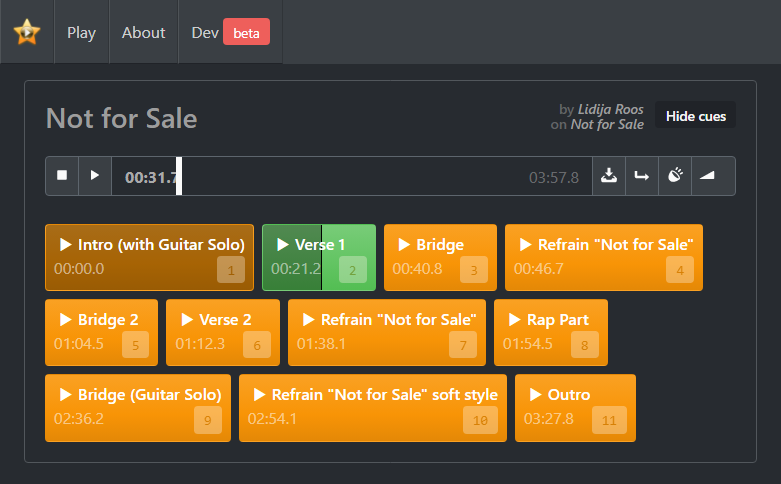 Play About Dev beta
Not for Sale
by Lidija Roos
on Not for Sale
Hide cues
00:31.7
03:57.8
Intro (with Guitar Solo)
00:00.0 1
Verse 1
00:21.2 2
Bridge
00:40.8 3
Refrain "Not for Sale"
00:46.7 4
Bridge 2
01:04.5 5
Verse 2
01:12.3 6
Refrain "Not for Sale"
01:38.1 7
Rap Part
01:54.5 8
Bridge (Guitar Solo)
02:36.2 9
Refrain "Not for Sale" soft style
02:54.1 10
Outro
03:27.8 11